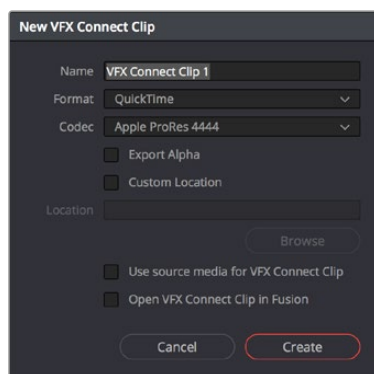 New VFX Connect Clip
Name VFX Connect Clip 1
Format QuickTime
Codec Apple ProRes 4444
Export Alpha
Custom Location
Location
Browse
Use source media for VFX Connect Clip
Open VFX Connect Clip in Fusion
Cancel Create